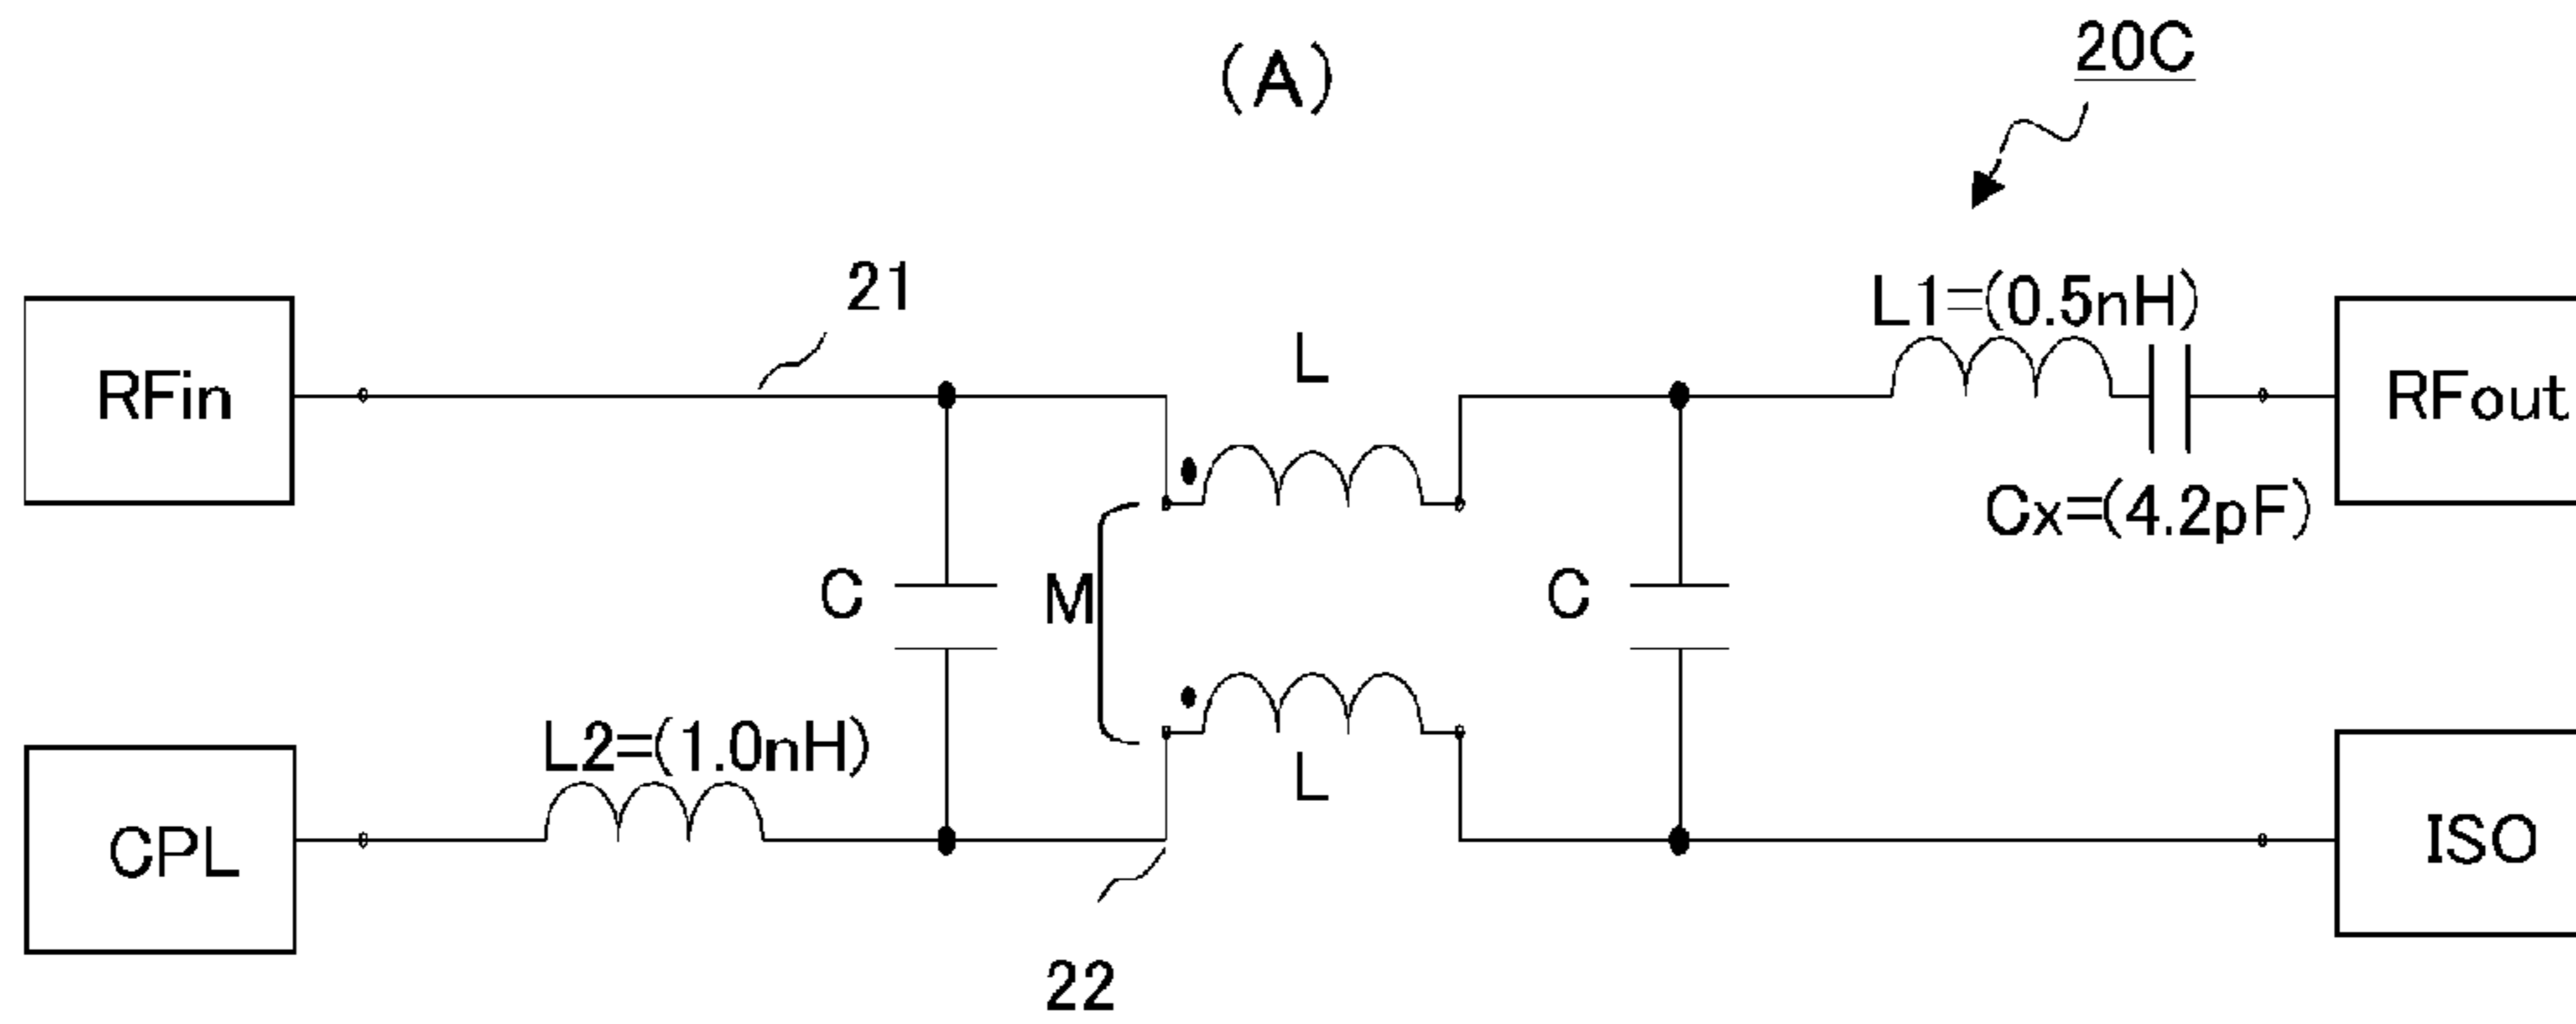 (A)
20C
21
L1=(0.5nH)
L
RFin
RFout
Cx=(4.2pF)
C
M
C
L2=(1.0nH)
L
CPL
ISO
22